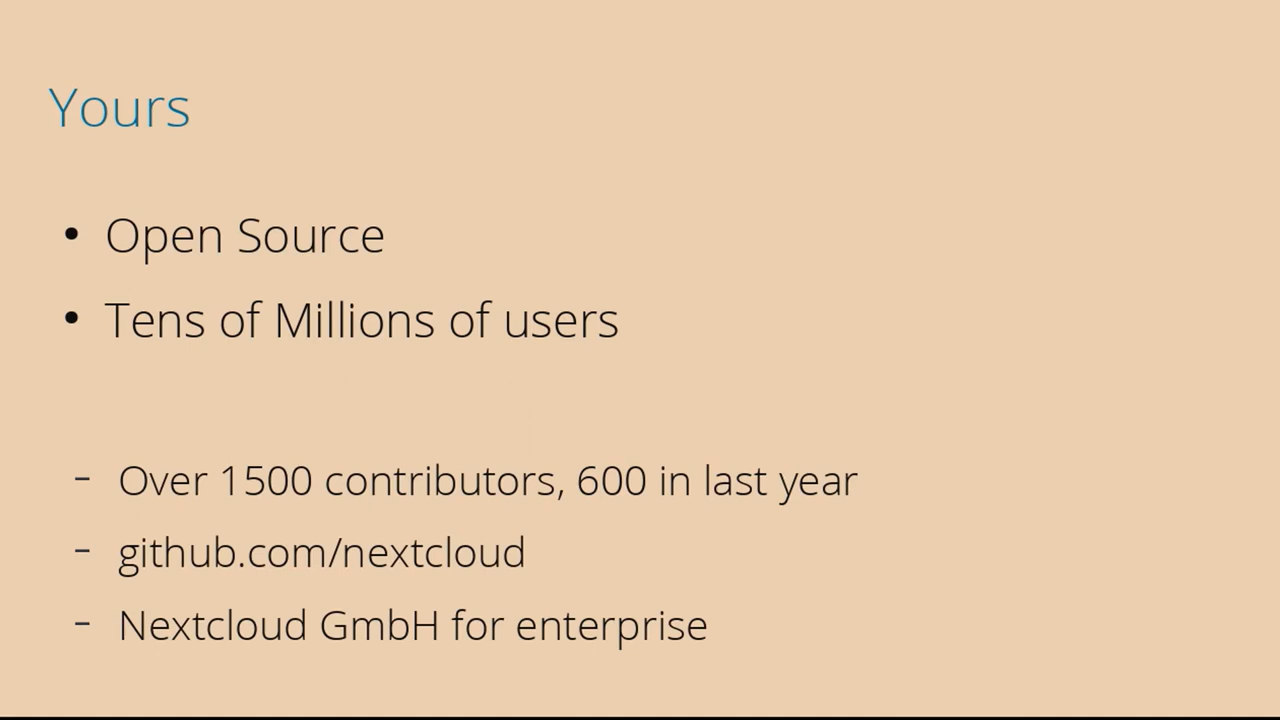 Yours
• Open Source
• Tens of Millions of users
– Over 1500 contributors, 600 in last year
– github.com/nextcloud
– Nextcloud GmbH for enterprise